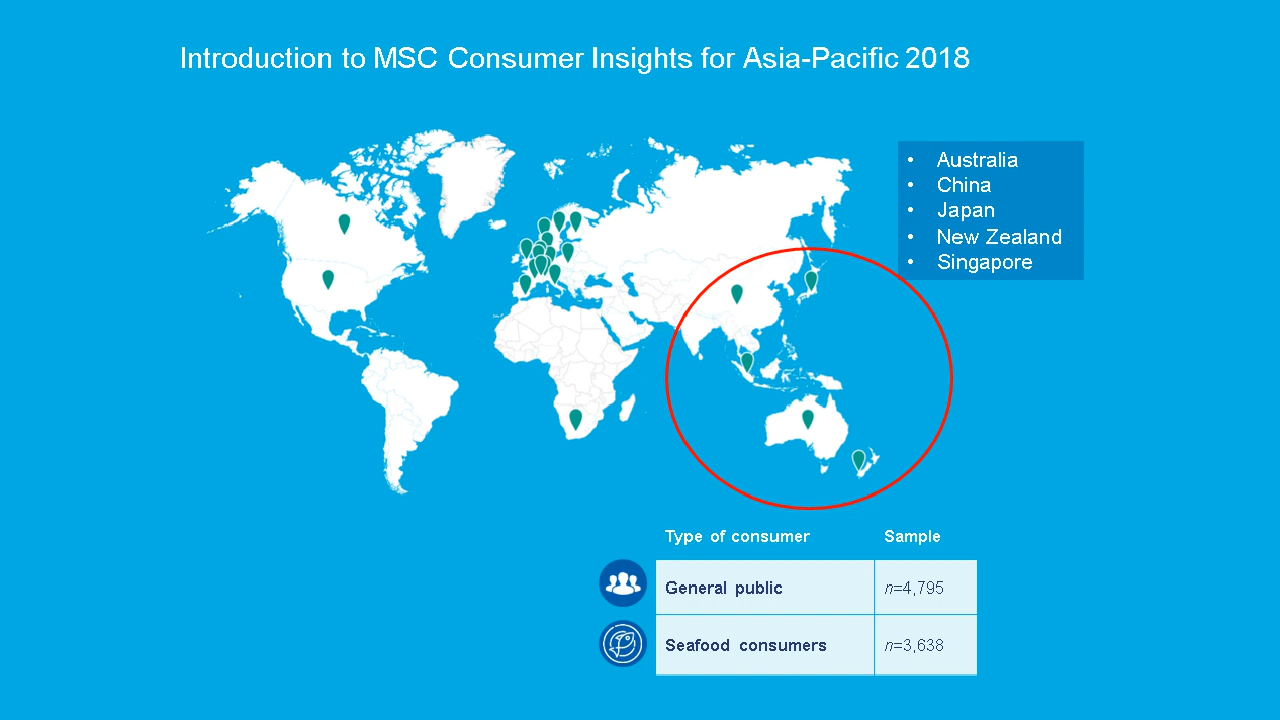 Introduction to MSC Consumer Insights for Asia-Pacific 2018
• Australia
• China
• Japan
• New Zealand
• Singapore
Type of consumer Sample
General public n=4,795
Seafood consumers n=3,638